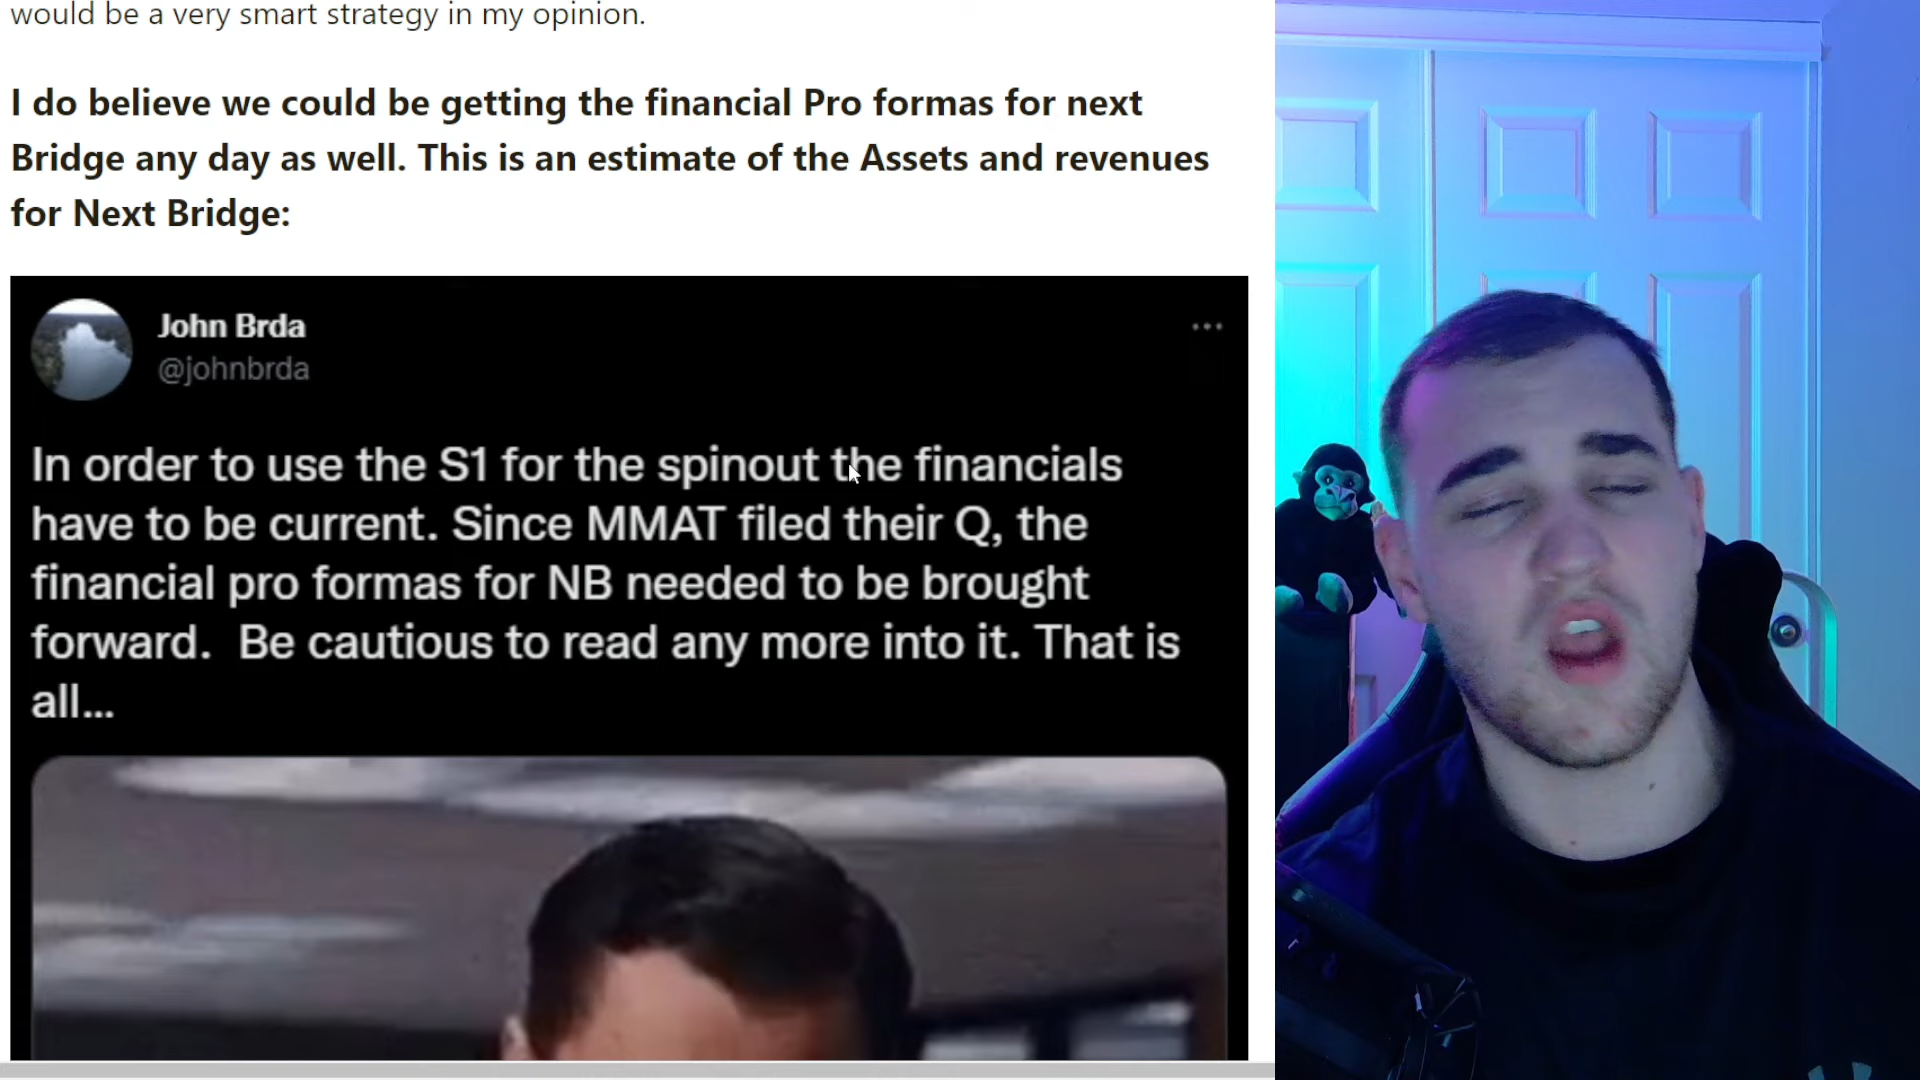 would be a very smart strategy in my opinion.
I do believe we could be getting the financial Pro formas for next
Bridge any day as well. This is an estimate of the Assets and revenues
for Next Bridge:
John Brda
@johnbrda
In order to use the S1 for the spinout the financials
have to be current. Since MMAT filed their Q, the
financial pro formas for NB needed to be brought
forward.  Be cautious to read any more into it. That is
all...